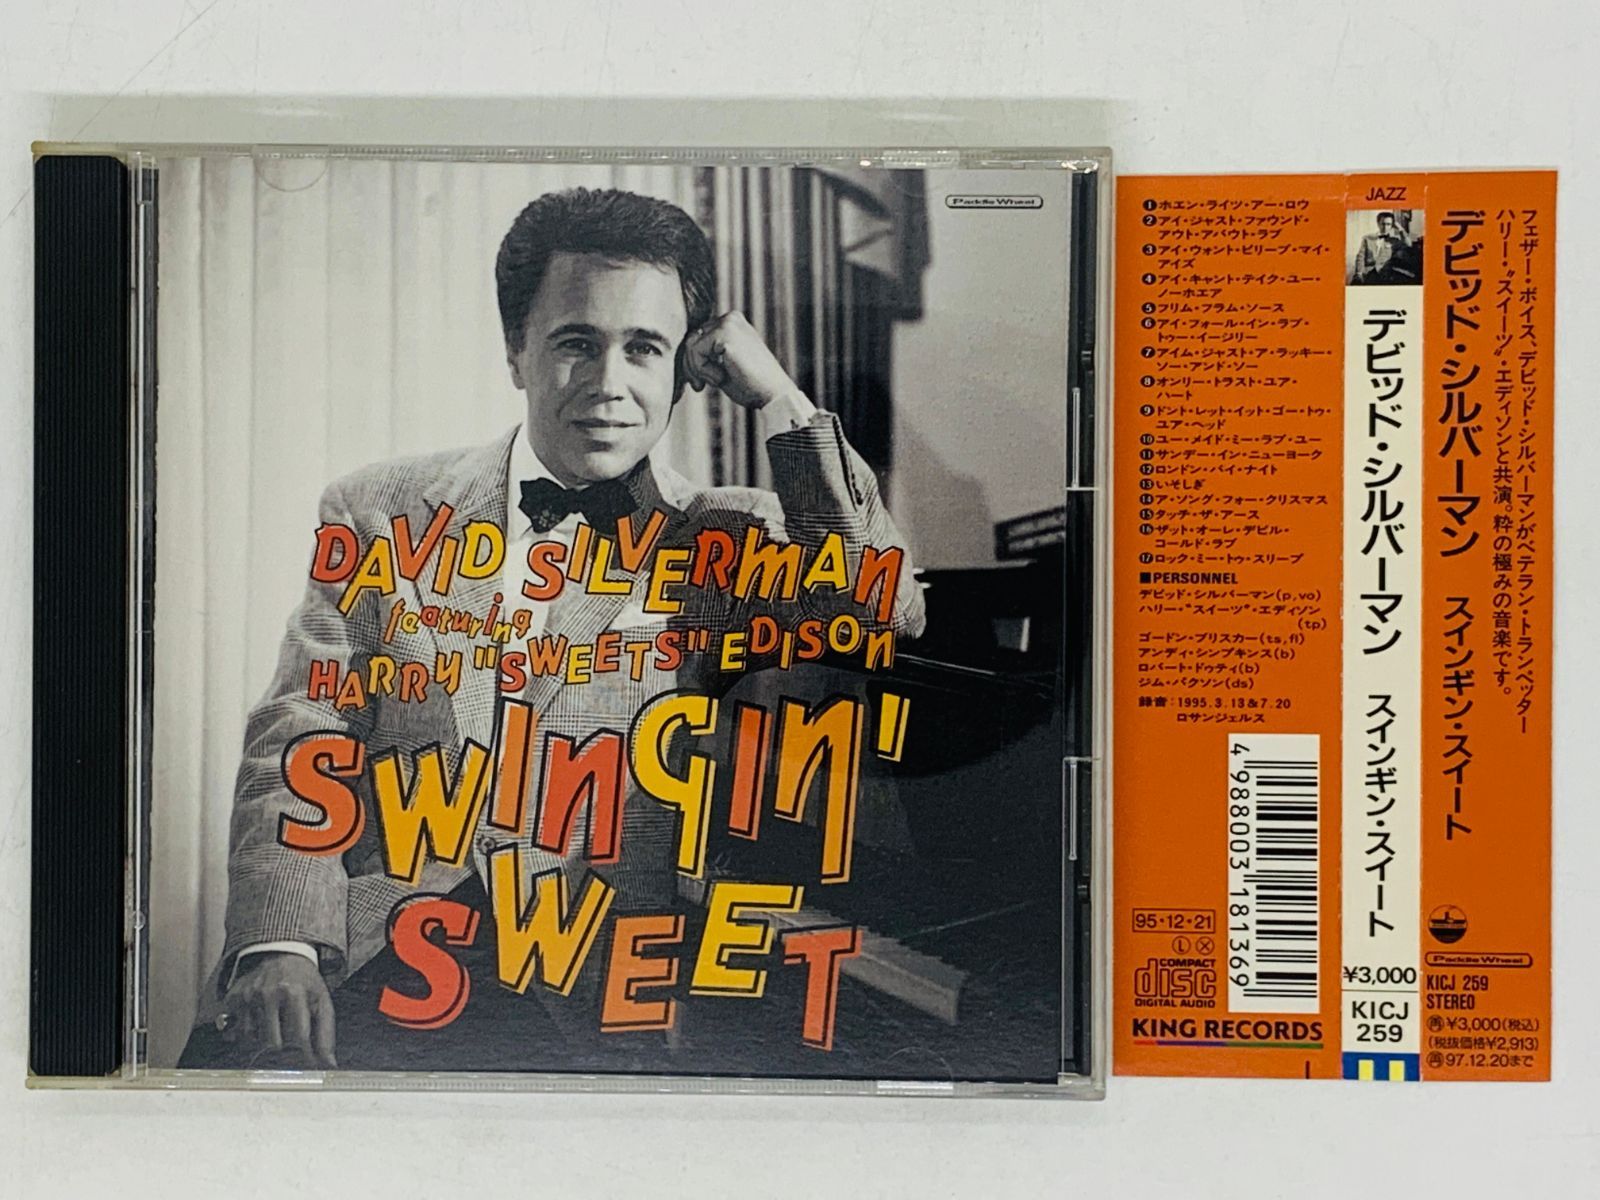 Paddle Wheel
DAVID SILVERMAN
featuring
HARRY "SWEETS" EDISON
SWINGIN'
SWEET
❶ホエン・ライツ・アー・ロウ
❷アイ・ジャスト・ファウンド・
アウト・アバウト・ラブ
❸アイ・ウォント・ビリーブ・マイ・
アイズ
❹アイ・キャント・テイク・ユー・
ノーホエア
❺フリム・フラム・ソース
❻アイ・フォール・イン・ラブ・
トゥー・イージリー
❼アイム・ジャスト・ア・ラッキー・
ソー・アンド・ソー
❽オンリー・トラスト・ユア・
ハート
❾ドント・レット・イット・ゴー・トゥ・
ユア・ヘッド
❿ユー・メイド・ミー・ラブ・ユー
⓫サンデー・イン・ニューヨーク
⓬ロンドン・バイ・ナイト
⓭いそしぎ
⓮ア・ソング・フォー・クリスマス
⓯タッチ・ザ・アース
⓰ザット・オーレ・デビル・
コールド・ラブ
⓱ロック・ミー・トゥ・スリープ
■PERSONNEL
デビッド・シルバーマン(p,vo)
ハリー・“スイーツ”・エディソン
(tp)
ゴードン・ブリスカー(ts,fl)
アンディ・シンプキンス(b)
ロバート・ドゥティ(b)
ジム・パクソン(ds)
録音：1995.3.13&7.20
ロサンジェルス
4 988003 181369
95・12・21
Ⓛ Ⓧ
COMPACT
disc
DIGITAL AUDIO
KING RECORDS
JAZZ
デビッド・シルバーマン スインギン・スイート
¥3,000
KICJ
259
フェザー・ボイス、デビッド・シルバーマンがベテラン・トランペッター
ハリー・“スイーツ”・エディソンと共演。粋の極みの音楽です。
デビッド・シルバーマン スインギン・スイート
Paddle Wheel
KICJ 259
STEREO
㊢¥3,000(税込)
(税抜価格¥2,913)
㊢97.12.20まで